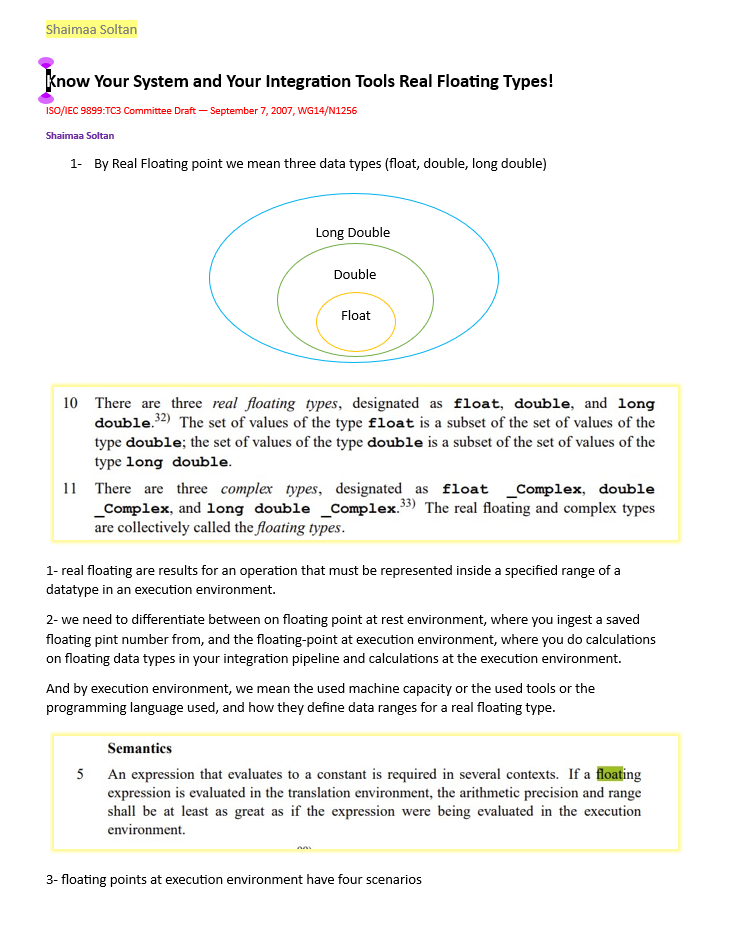 Shaimaa Soltan
Know Your System and Your Integration Tools Real Floating Types!
ISO/IEC 9899:TC3 Committee Draft — September 7, 2007, WG14/N1256
Shaimaa Soltan
1- By Real Floating point we mean three data types (float, double, long double)
Long Double
Double
Float
10 There are three real floating types, designated as float, double, and long
double.32) The set of values of the type float is a subset of the set of values of the
type double; the set of values of the type double is a subset of the set of values of the
type long double.
11 There are three complex types, designated as float _Complex, double
_Complex, and long double _Complex.33) The real floating and complex types
are collectively called the floating types.
1- real floating are results for an operation that must be represented inside a specified range of a
datatype in an execution environment.
2- we need to differentiate between on floating point at rest environment, where you ingest a saved
floating pint number from, and the floating-point at execution environment, where you do calculations
on floating data types in your integration pipeline and calculations at the execution environment.
And by execution environment, we mean the used machine capacity or the used tools or the
programming language used, and how they define data ranges for a real floating type.
Semantics
5 An expression that evaluates to a constant is required in several contexts. If a floating
expression is evaluated in the translation environment, the arithmetic precision and range
shall be at least as great as if the expression were being evaluated in the execution
environment.
3- floating points at execution environment have four scenarios